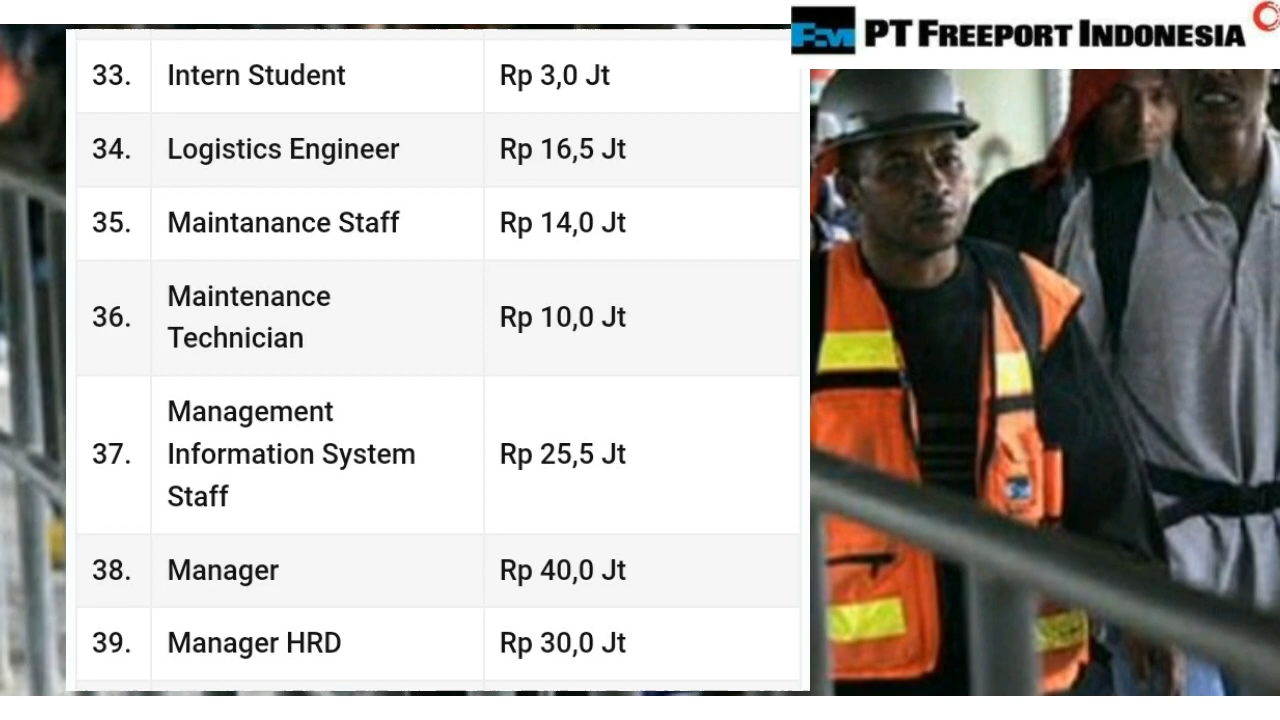 FCX PT FREEPORT INDONESIA
33. Intern Student Rp 3,0 Jt
34. Logistics Engineer Rp 16,5 Jt
35. Maintanance Staff Rp 14,0 Jt
Maintenance
36. Rp 10,0 Jt
Technician
Management
37. Information System Rp 25,5 Jt
Staff
38. Manager Rp 40,0 Jt
39. Manager HRD Rp 30,0 Jt